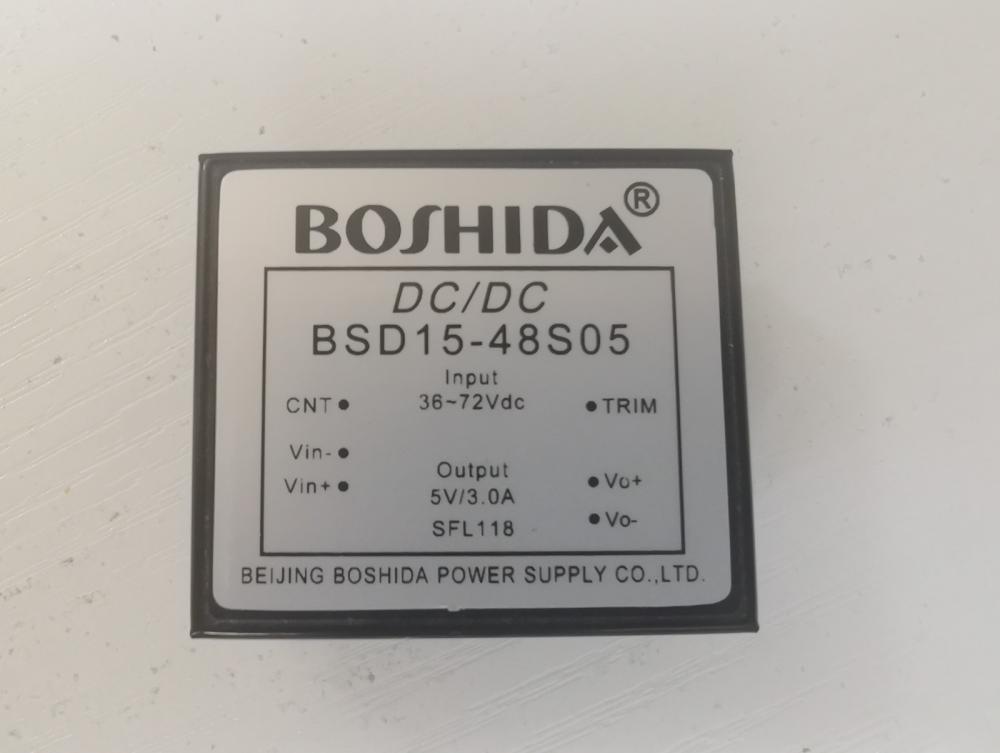 BOSHIDA®
DC/DC
BSD15-48S05
Input
CNT 36~72Vdc TRIM
Vin-
Output
Vin+ 5V/3.0A Vo+
SFL118 Vo-
BEIJING BOSHIDA POWER SUPPLY CO.,LTD.